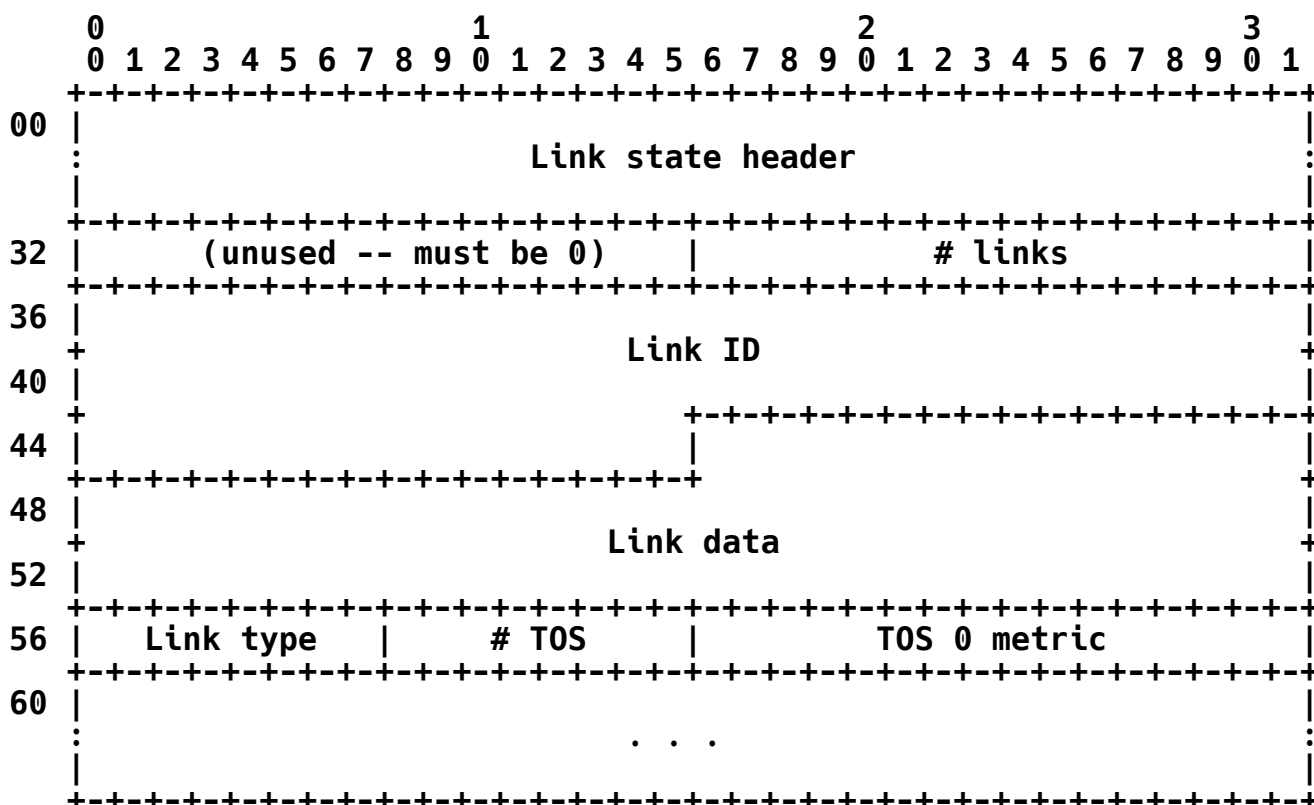 0                   1                   2                   3
0 1 2 3 4 5 6 7 8 9 0 1 2 3 4 5 6 7 8 9 0 1 2 3 4 5 6 7 8 9 0 1
+-+-+-+-+-+-+-+-+-+-+-+-+-+-+-+-+-+-+-+-+-+-+-+-+-+-+-+-+-+-+-+-+
00 |                                                               |
:                       Link state header                       :
|                                                               |
+-+-+-+-+-+-+-+-+-+-+-+-+-+-+-+-+-+-+-+-+-+-+-+-+-+-+-+-+-+-+-+-+
32 |      (unused -- must be 0)    |            # links            |
+-+-+-+-+-+-+-+-+-+-+-+-+-+-+-+-+-+-+-+-+-+-+-+-+-+-+-+-+-+-+-+-+
36 |                                                               |
+                            Link ID                            +
40 |                                                               |
+                               +-+-+-+-+-+-+-+-+-+-+-+-+-+-+-+-+
44 |                               |                               |
+-+-+-+-+-+-+-+-+-+-+-+-+-+-+-+-+                               +
48 |                                                               |
+                           Link data                           +
52 |                                                               |
+-+-+-+-+-+-+-+-+-+-+-+-+-+-+-+-+-+-+-+-+-+-+-+-+-+-+-+-+-+-+-+-+
56 |   Link type   |     # TOS     |         TOS 0 metric          |
+-+-+-+-+-+-+-+-+-+-+-+-+-+-+-+-+-+-+-+-+-+-+-+-+-+-+-+-+-+-+-+-+
60 |                                                               |
:                            . . .                              :
|                                                               |
+-+-+-+-+-+-+-+-+-+-+-+-+-+-+-+-+-+-+-+-+-+-+-+-+-+-+-+-+-+-+-+-+